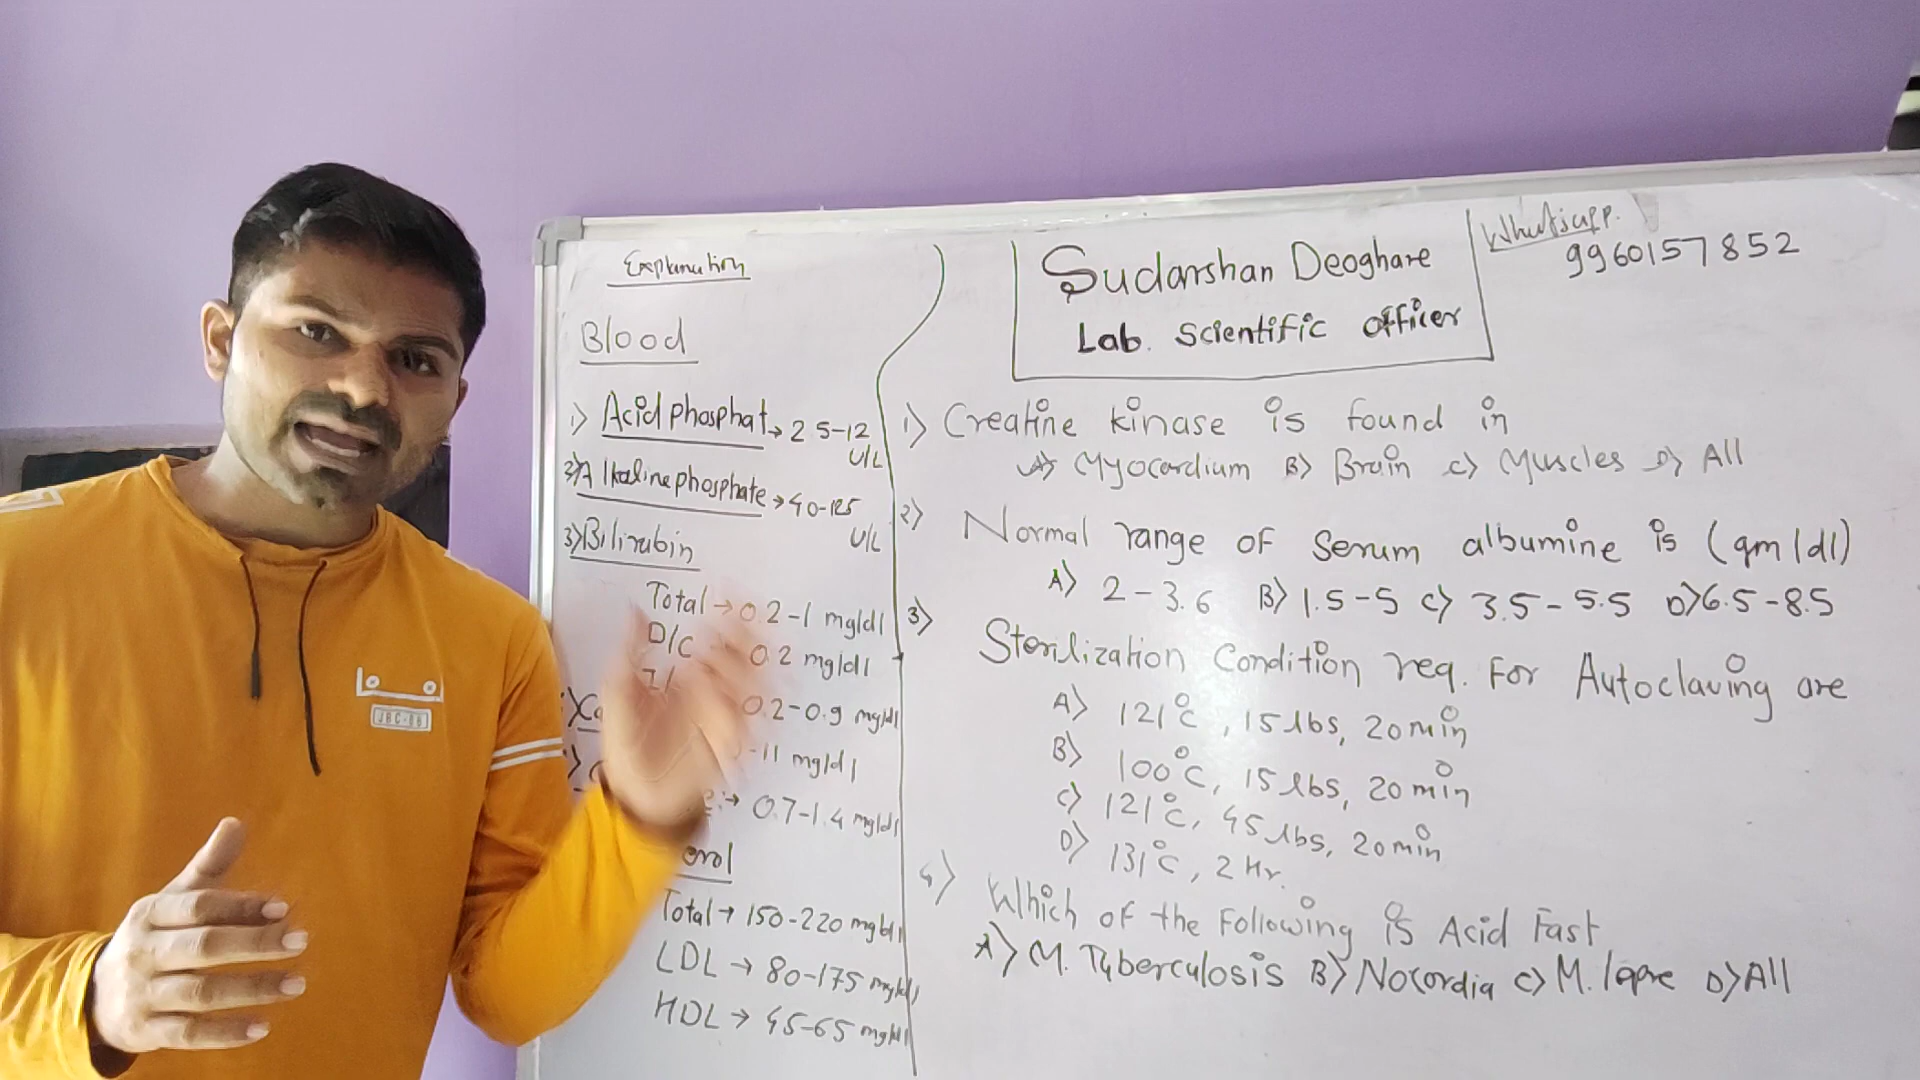 Explanation
Blood
1) Acid phosphat → 2.5-12
U/L
2) Alkaline phosphate → 40-125
U/L
3) Bilirubin
Total → 0.2-1 mg/dl
D/c 0.2 mg/dl
0.2-0.9 mg/dl
-11 mg/dl
→ 0.7-1.4 mg/dl
erol
Total → 150-220 mg/dl
LDL → 80-175 mg/dl
HDL → 45-65 mg/dl
Sudarshan Deoghare
Lab. Scientific officer
Whatsapp.
9960157852
1) Creatine kinase is found in
A) Myocardium B) Brain C) Muscles D) All
2) Normal range of serum albumine is (gm/dl)
A) 2-3.6 B) 1.5-5 C) 3.5-5.5 D) 6.5-8.5
3) Sterilization Condition req. For Autoclaving are
A) 121°C, 15 lbs, 20 min
B) 100°C, 15 lbs, 20 min
C) 121°C, 45 lbs, 20 min
D) 131°C, 2 Hr.
4) Which of the Following is Acid Fast
A) M. Tuberculosis B) Nocordia C) M. lapre D) All
JBC-88